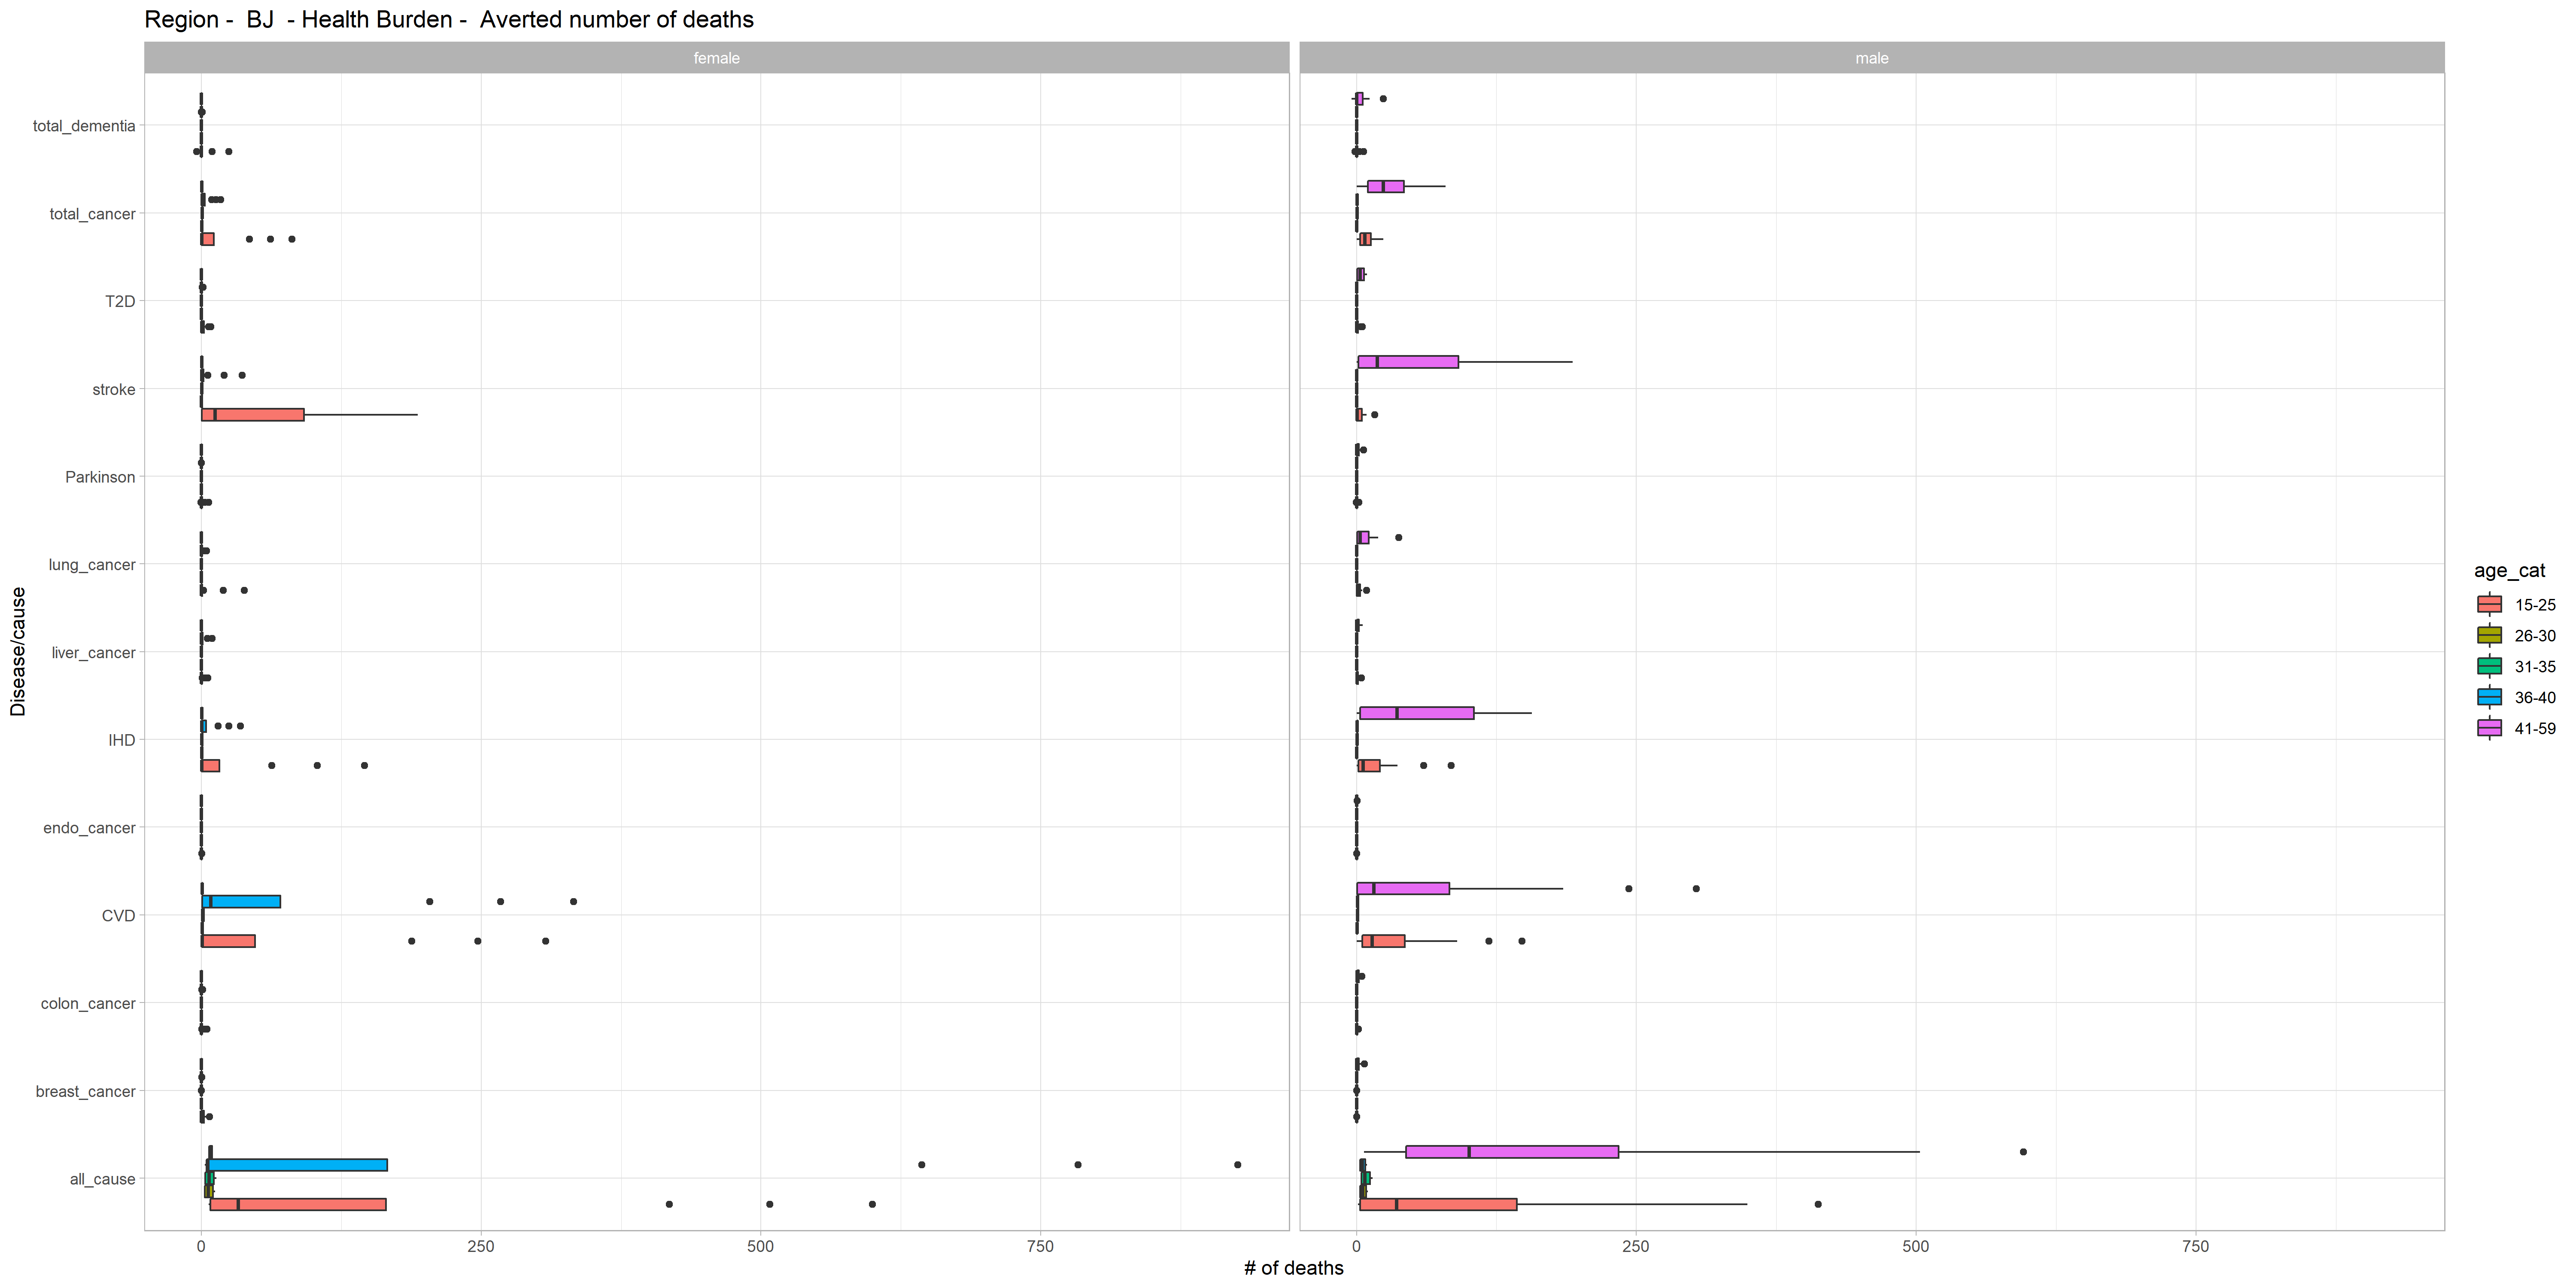 Region -  BJ  - Health Burden -  Averted number of deaths
female
male
Disease/cause
total_dementia
total_cancer
T2D
stroke
Parkinson
lung_cancer
liver_cancer
IHD
endo_cancer
CVD
colon_cancer
breast_cancer
all_cause
0
250
500
750
0
250
500
750
# of deaths
age_cat
15-25
26-30
31-35
36-40
41-59